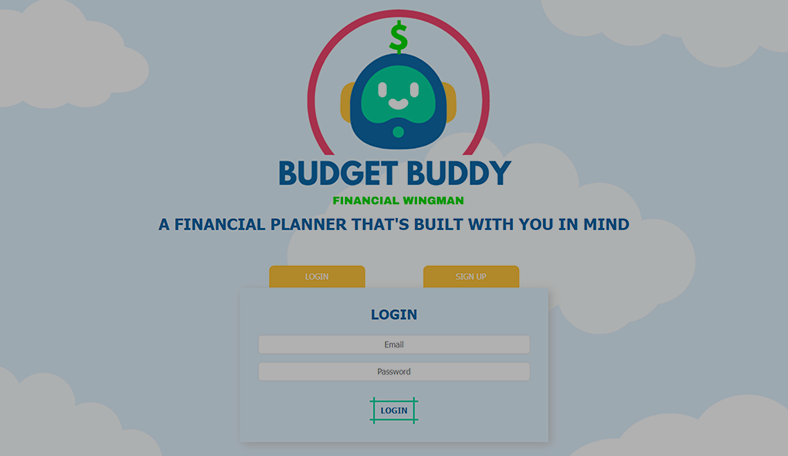 $
BUDGET BUDDY
FINANCIAL WINGMAN
A FINANCIAL PLANNER THAT'S BUILT WITH YOU IN MIND
LOGIN SIGN UP
LOGIN
Email
Password
LOGIN